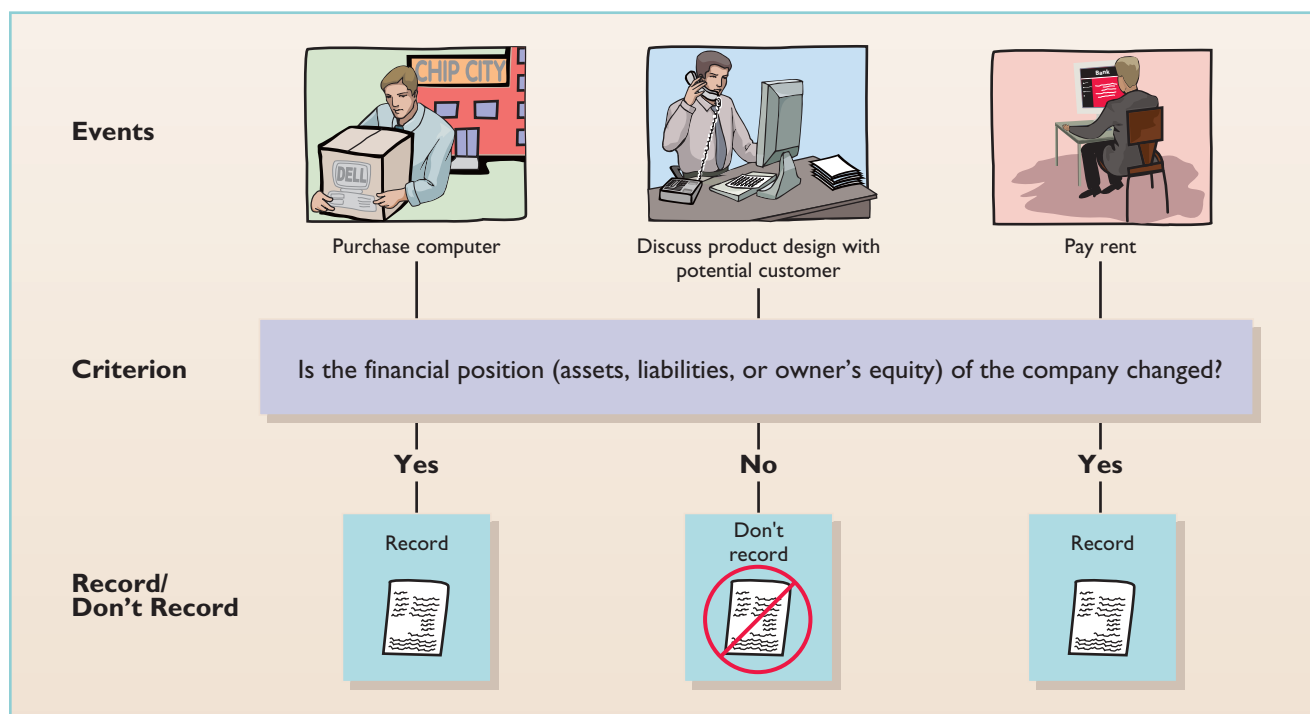 Events
CHIP CITY
DELL
Bank
Purchase computer
Discuss product design with
potential customer
Pay rent
Criterion
Is the financial position (assets, liabilities, or owner's equity) of the company changed?
Yes
No
Yes
Record/
Don't Record
Record
Don't
record
Record